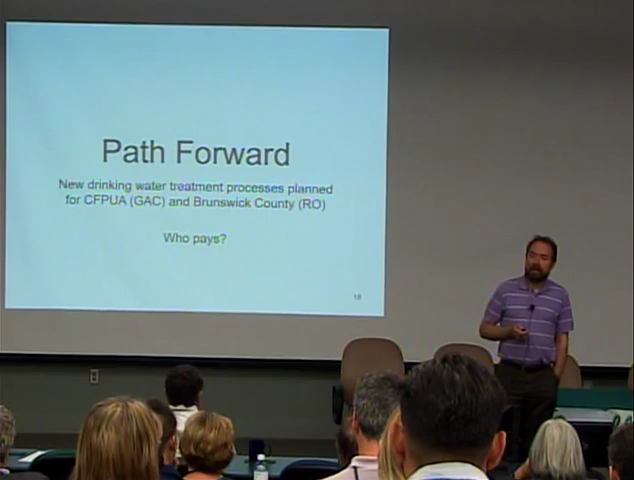 Path Forward
New drinking water treatment processes planned
for CFPUA (GAC) and Brunswick County (RO)
Who pays?
18